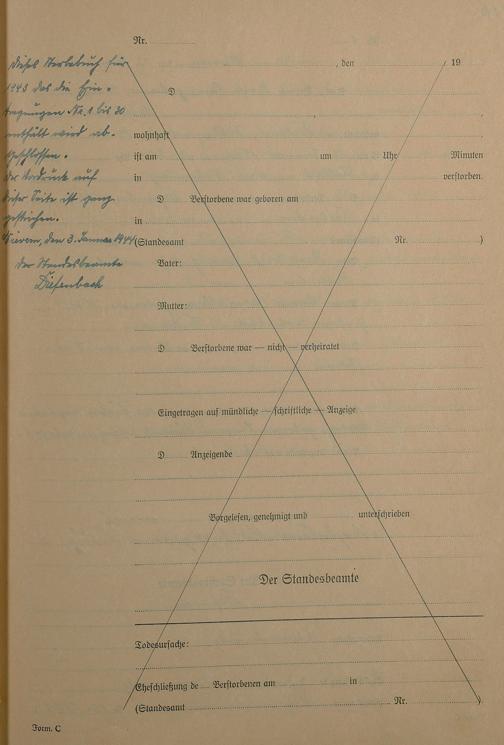 Nr.
, den 19
D
wohnhaft
ist am um Uhr Minuten
in verstorben.
D Verstorbene war geboren am
in
(Standesamt Nr. )
Vater:
Mutter:
D Verstorbene war — nicht — verheiratet
Eingetragen auf mündliche — schriftliche — Anzeige
D Anzeigende
Vorgelesen, genehmigt und unterschrieben
Der Standesbeamte
Todesursache:
Eheschließung de Verstorbenen am in
(Standesamt Nr. )
Form. C
Dieses Sterbebuch für
1943 das die Ein-
tragungen Nr. 1 bis 20
enthält wird ab-
geschlossen.
Der Vordruck auf
dieser Seite ist ganz
gestrichen.
den 3. Januar 1944
Der Standesbeamte
Diefenbach